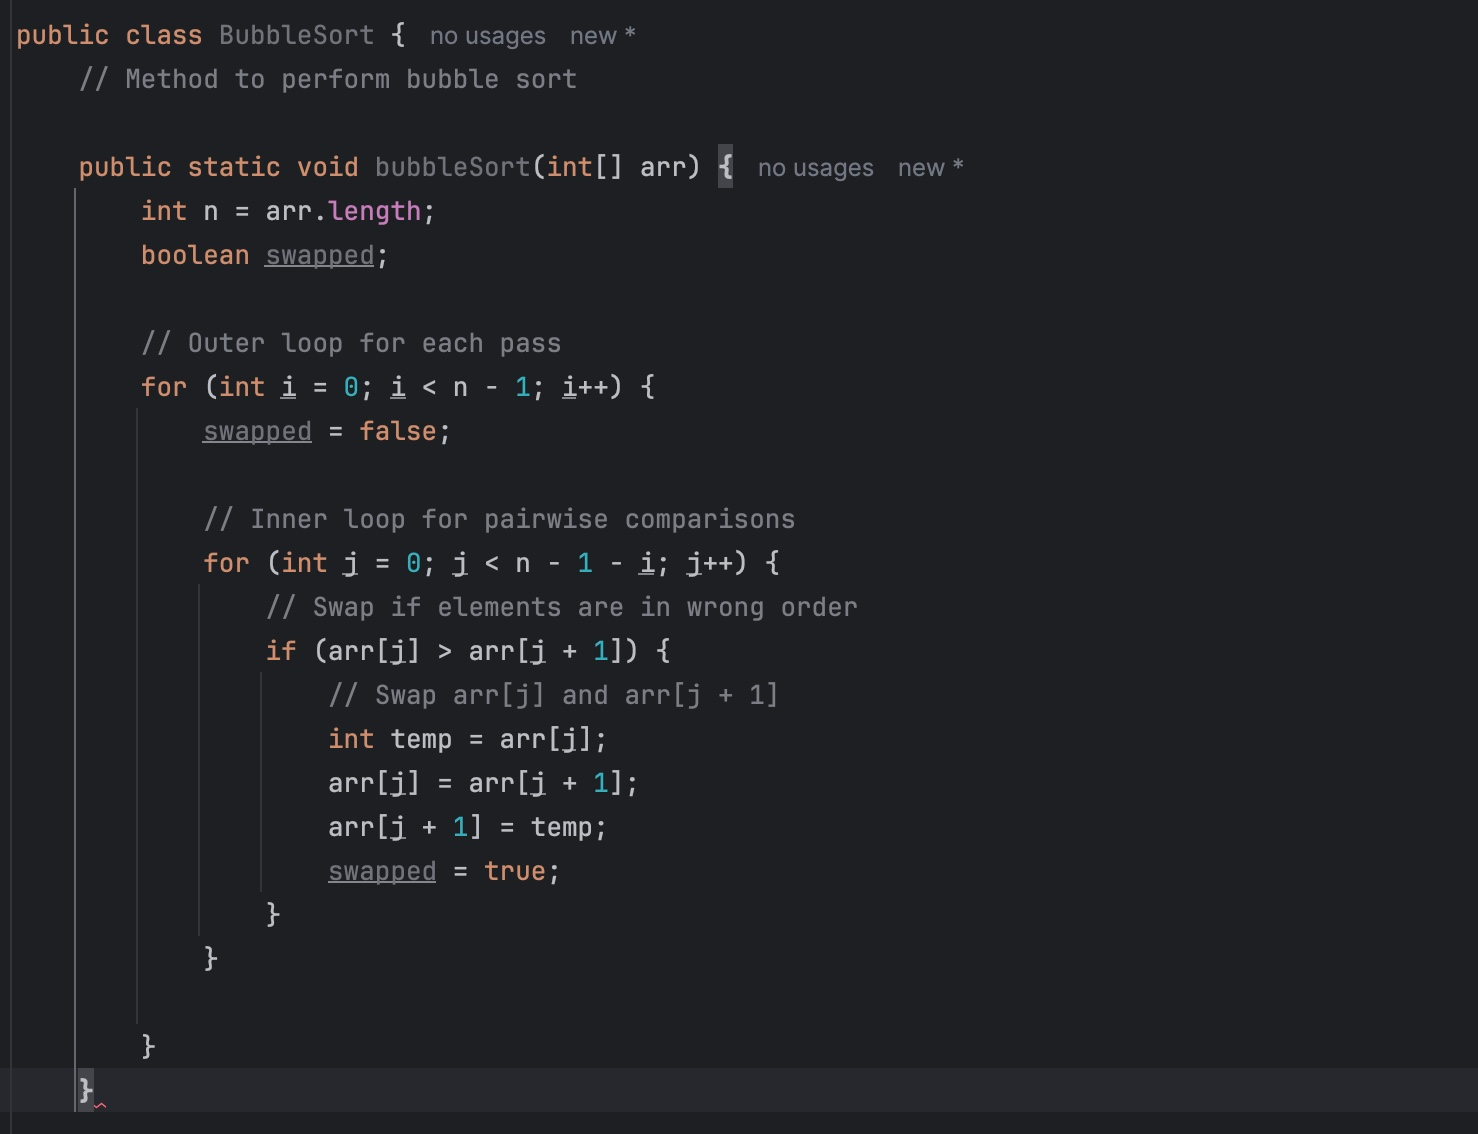 public class BubbleSort {  no usages  new *
    // Method to perform bubble sort

    public static void bubbleSort(int[] arr) {  no usages  new *
        int n = arr.length;
        boolean swapped;

        // Outer loop for each pass
        for (int i = 0; i < n - 1; i++) {
            swapped = false;

            // Inner loop for pairwise comparisons
            for (int j = 0; j < n - 1 - i; j++) {
                // Swap if elements are in wrong order
                if (arr[j] > arr[j + 1]) {
                    // Swap arr[j] and arr[j + 1]
                    int temp = arr[j];
                    arr[j] = arr[j + 1];
                    arr[j + 1] = temp;
                    swapped = true;
                }
            }

        }
    }